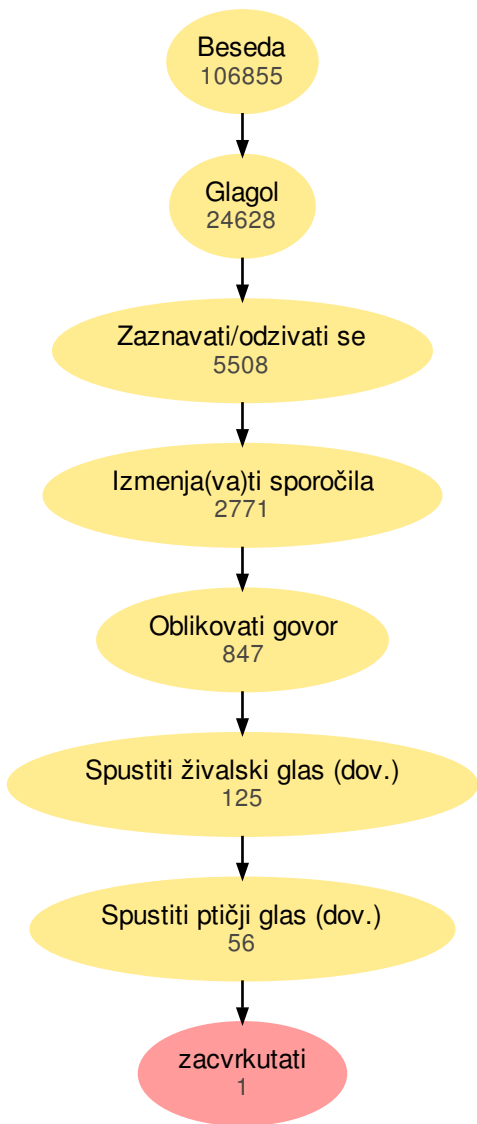 Beseda
106855
Glagol
24628
Zaznavati/odzivati se
5508
Izmenja(va)ti sporočila
2771
Oblikovati govor
847
Spustiti živalski glas (dov.)
125
Spustiti ptičji glas (dov.)
56
zacvrkutati
1